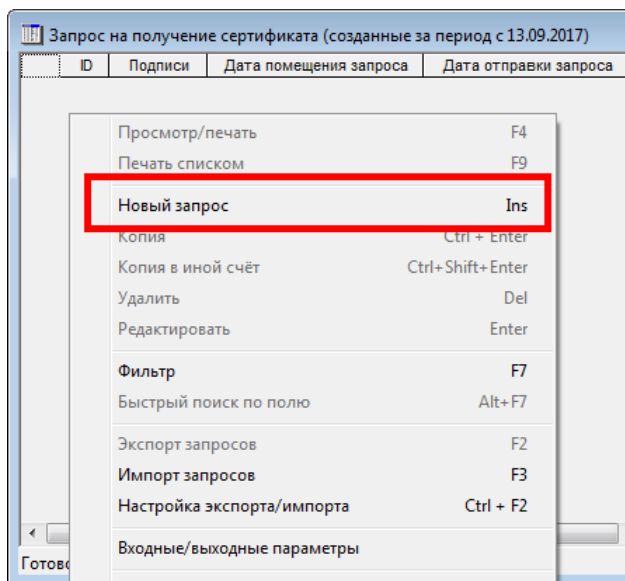 Запрос на получение сертификата (созданные за период с 13.09.2017)
ID Подписи Дата помещения запроса Дата отправки запроса
Просмотр/печать F4
Печать списком F9
Новый запрос Ins
Копия Ctrl + Enter
Копия в иной счёт Ctrl+Shift+Enter
Удалить Del
Редактировать Enter
Фильтр F7
Быстрый поиск по полю Alt+F7
Экспорт запросов F2
Импорт запросов F3
Настройка экспорта/импорта Ctrl + F2
Входные/выходные параметры